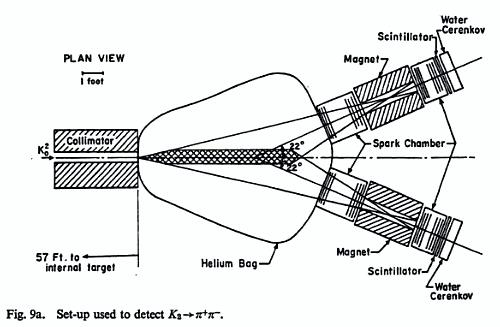 PLAN VIEW
1 foot
Water
Cerenkov
Scintillator
Magnet
Collimator
K₀²
22°
22°
Spark Chamber
57 Ft. to
internal target
Helium Bag
Magnet
Scintillator
Water
Cerenkov
Fig. 9a. Set-up used to detect K₂→π⁺π⁻.